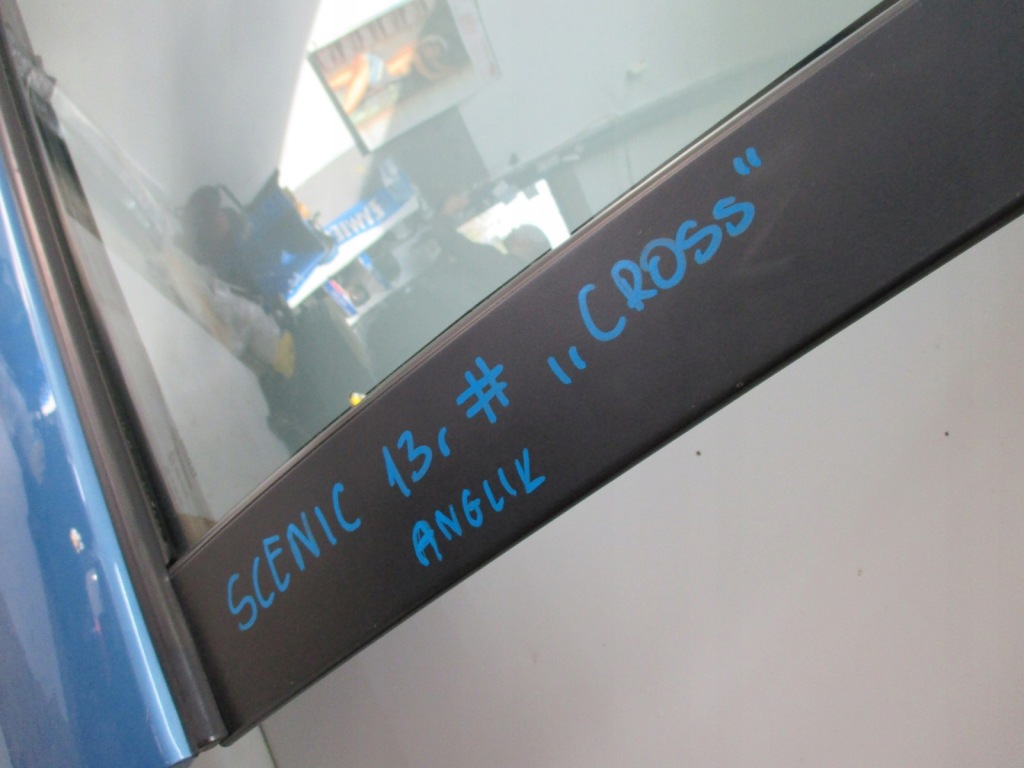 SCENIC 13r # „CROSS"
ANGLIK